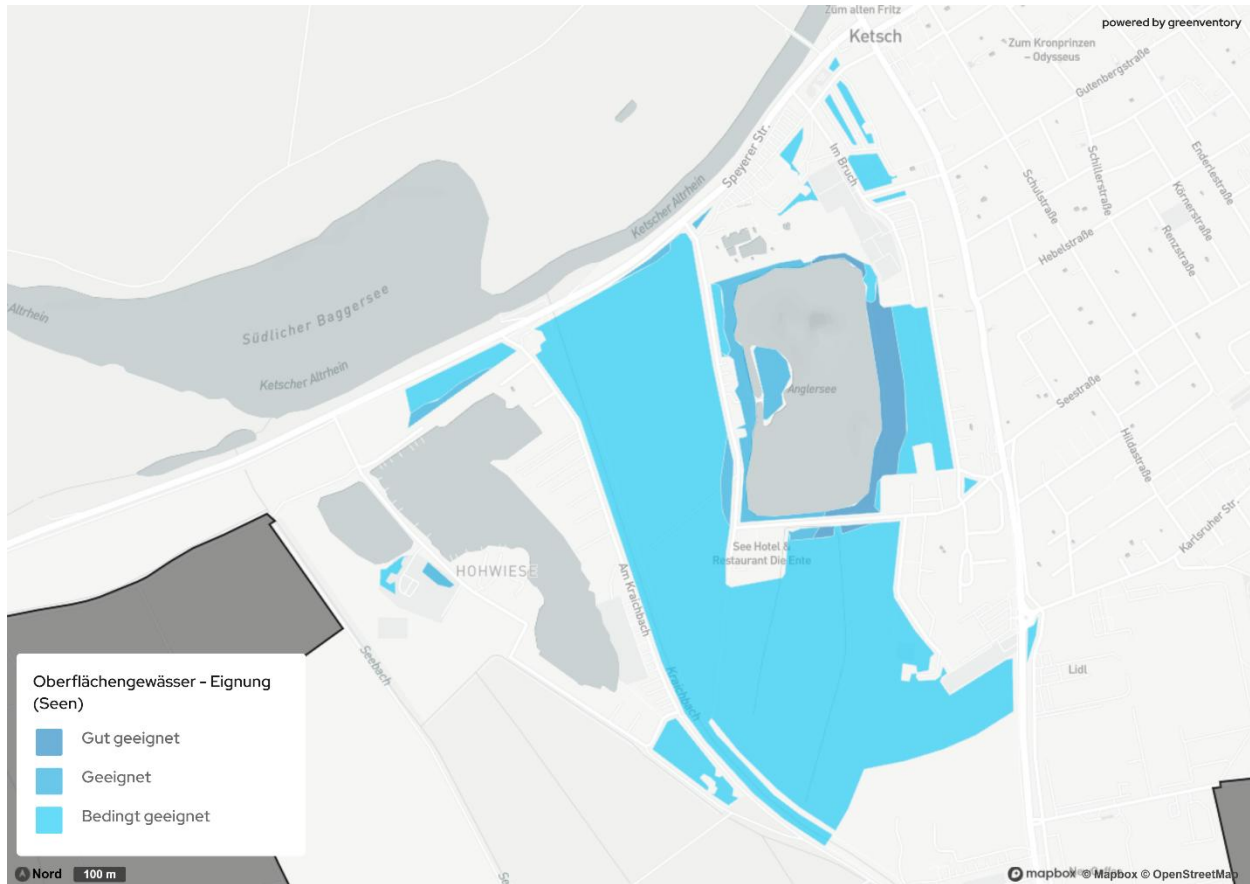 Zum alten Fritz
powered by greenventory
Ketsch
Zum Kronprinzen
– Odysseus
Gutenbergstraße
Speyerer Str.
Im Bruch
Schulstraße
Schillerstraße
Enderlestraße
Körnerstraße
Renzstraße
Hebelstraße
Ketscher Altrhein
Altrhein
Südlicher Baggersee
Ketscher Altrhein
Anglersee
Seestraße
Hildastraße
Karlsruher Str.
See Hotel &
Restaurant Die Ente
HOHWIESE
Am Kraichbach
Kraichbach
Seebach
Lidl
Oberflächengewässer - Eignung
(Seen)
Gut geeignet
Geeignet
Bedingt geeignet
Nord
100 m
mapbox © Mapbox © OpenStreetMap